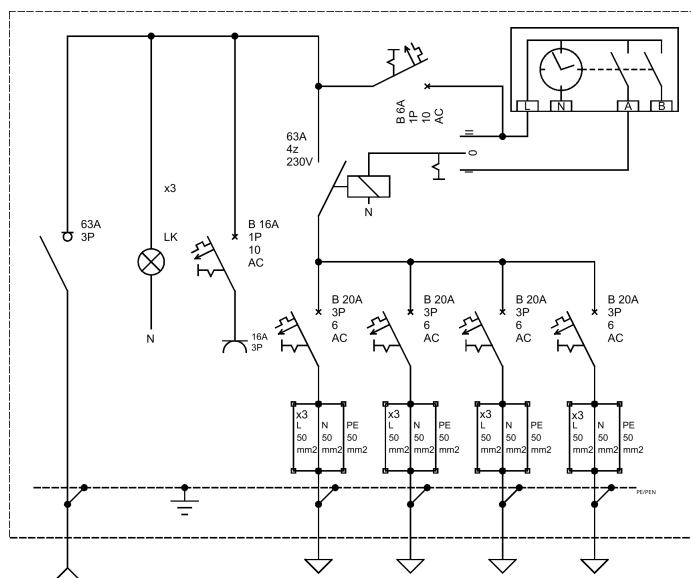 L
N
A
B
B 6A
1P
10
AC
II
0
I
63A
4z
230V
N
x3
LK
N
63A
3P
B 16A
1P
10
AC
16A
3P
B 20A
3P
6
AC
B 20A
3P
6
AC
B 20A
3P
6
AC
B 20A
3P
6
AC
x3
L N PE
50 50 50
mm2 mm2 mm2
x3
L N PE
50 50 50
mm2 mm2 mm2
x3
L N PE
50 50 50
mm2 mm2 mm2
x3
L N PE
50 50 50
mm2 mm2 mm2
PE/PEN